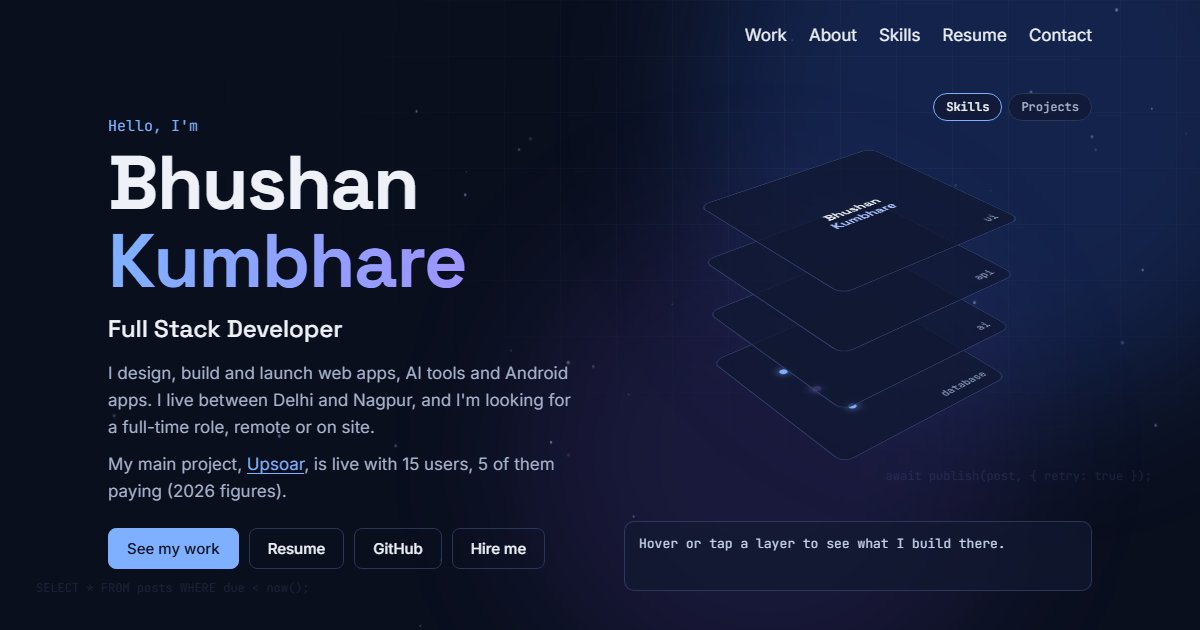 Work About Skills Resume Contact
Skills Projects
Hello, I'm
Bhushan
Kumbhare
Full Stack Developer
I design, build and launch web apps, AI tools and Android
apps. I live between Delhi and Nagpur, and I'm looking for
a full-time role, remote or on site.
My main project, Upsoar, is live with 15 users, 5 of them
paying (2026 figures).
See my work Resume GitHub Hire me
SELECT * FROM posts WHERE due < now();
Bhushan
Kumbhare
ui
api
ai
database
await publish(post, { retry: true });
Hover or tap a layer to see what I build there.